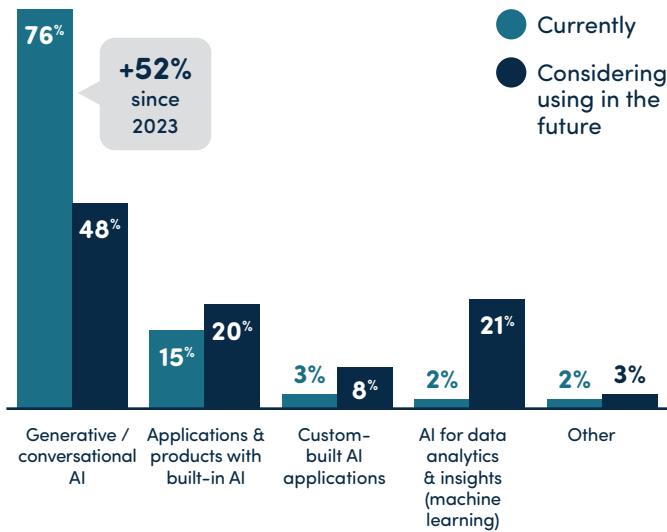 76%
+52%
since
2023
Currently
Considering
using in the
future
48%
15%
20%
3%
8%
2%
21%
2%
3%
Generative /
conversational
AI
Applications &
products with
built-in AI
Custom-
built AI
applications
AI for data
analytics
& insights
(machine
learning)
Other